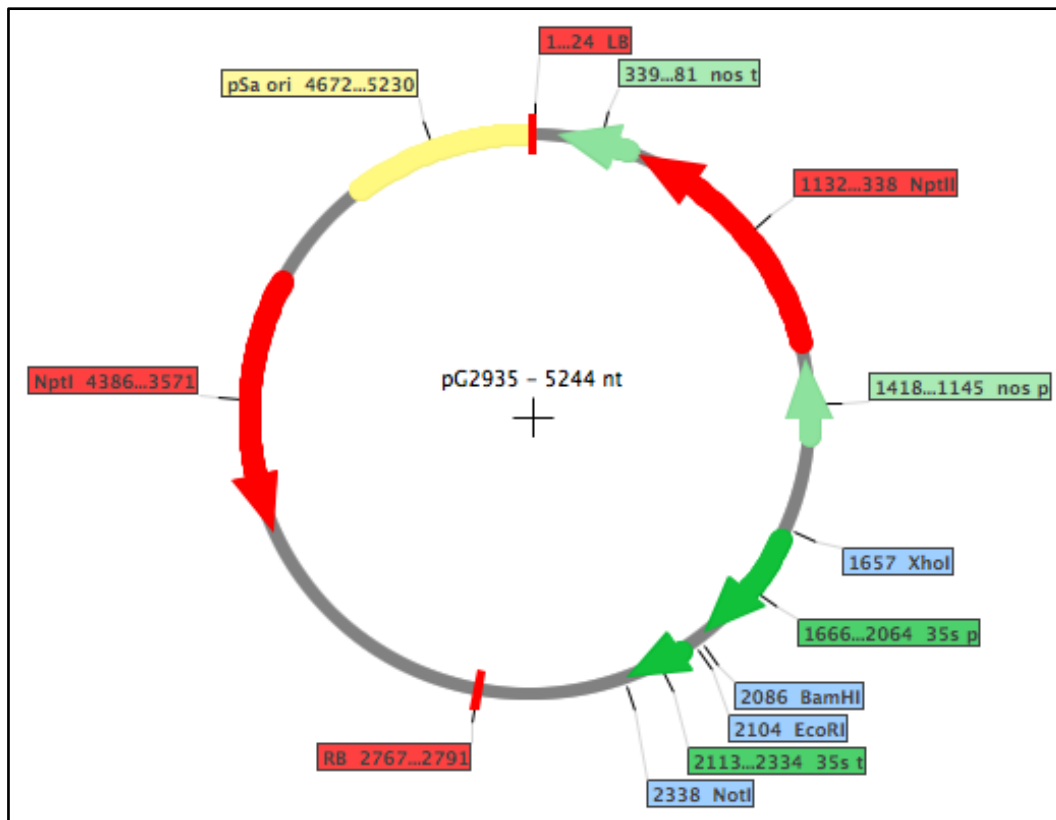 1...24 LB
339...81 nos t
pSa ori 4672...5230
1132...338 NptII
NptI 4386...3571
pG2935 - 5244 nt
1418...1145 nos p
1657 XhoI
1666...2064 35s p
2086 BamHI
2104 EcoRI
RB 2767...2791
2113...2334 35s t
2338 NotI